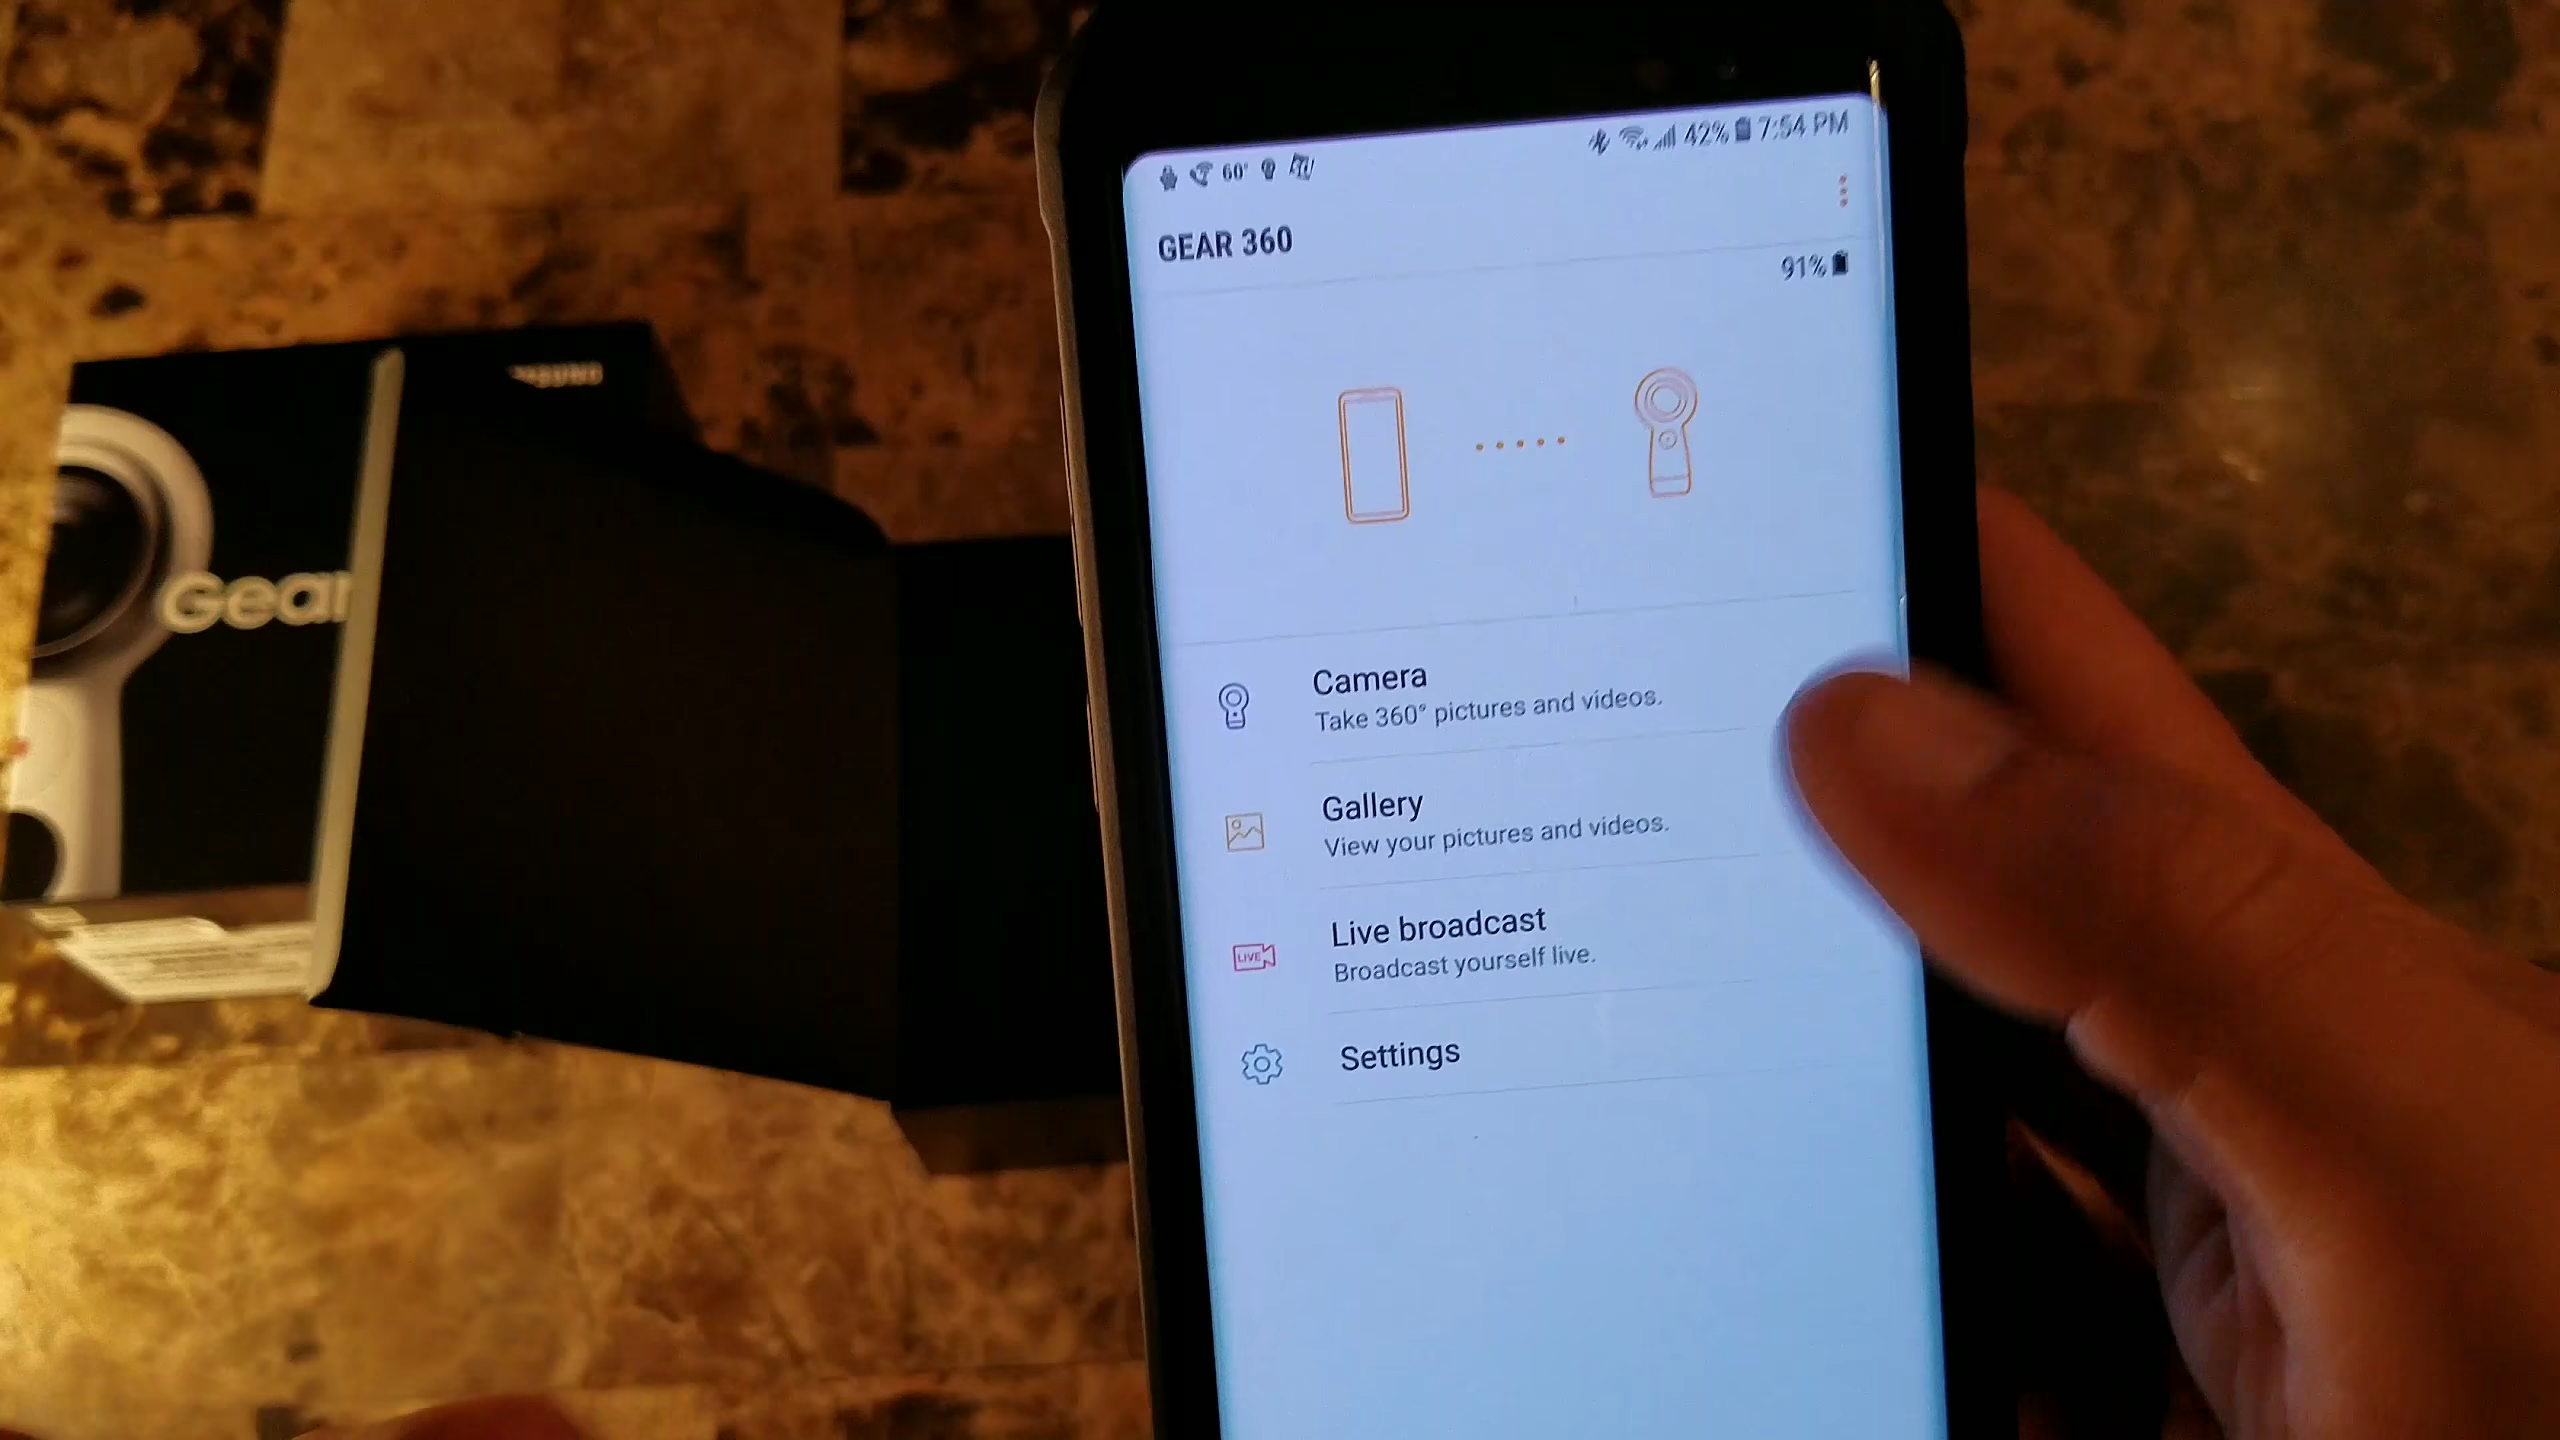 60°
42% 7:54 PM
GEAR 360
91%
Camera
Take 360° pictures and videos.
Gallery
View your pictures and videos.
LIVE
Live broadcast
Broadcast yourself live.
Settings
Gear